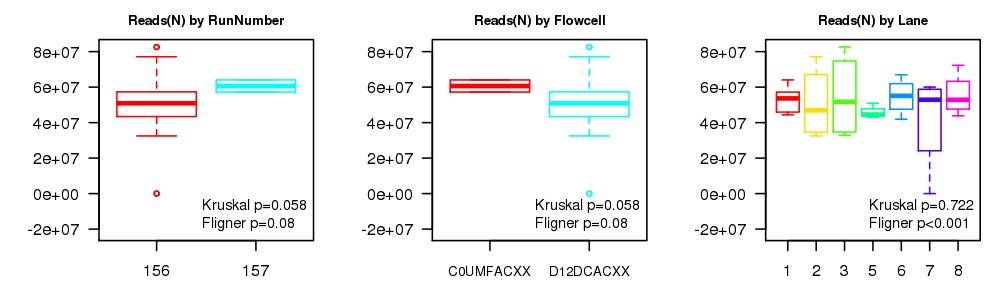 Reads(N) by RunNumber
8e+07
6e+07
4e+07
2e+07
0e+00
-2e+07
Kruskal p=0.058
Fligner p=0.08
156 157
Reads(N) by Flowcell
8e+07
6e+07
4e+07
2e+07
0e+00
-2e+07
Kruskal p=0.058
Fligner p=0.08
C0UMFACXX D12DCACXX
Reads(N) by Lane
8e+07
6e+07
4e+07
2e+07
0e+00
-2e+07
Kruskal p=0.722
Fligner p<0.001
1 2 3 5 6 7 8